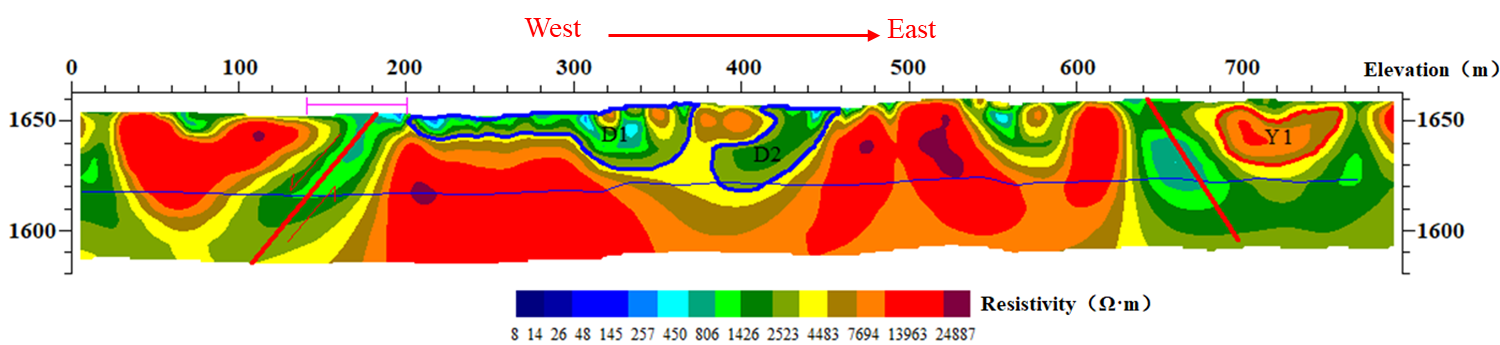 West East
0 100 200 300 400 500 600 700 Elevation（m）
1650 D1 D2 Y1 1650
1600 1600
Resistivity（Ω·m）
8 14 26 48 145 257 450 806 1426 2523 4483 7694 13963 24887